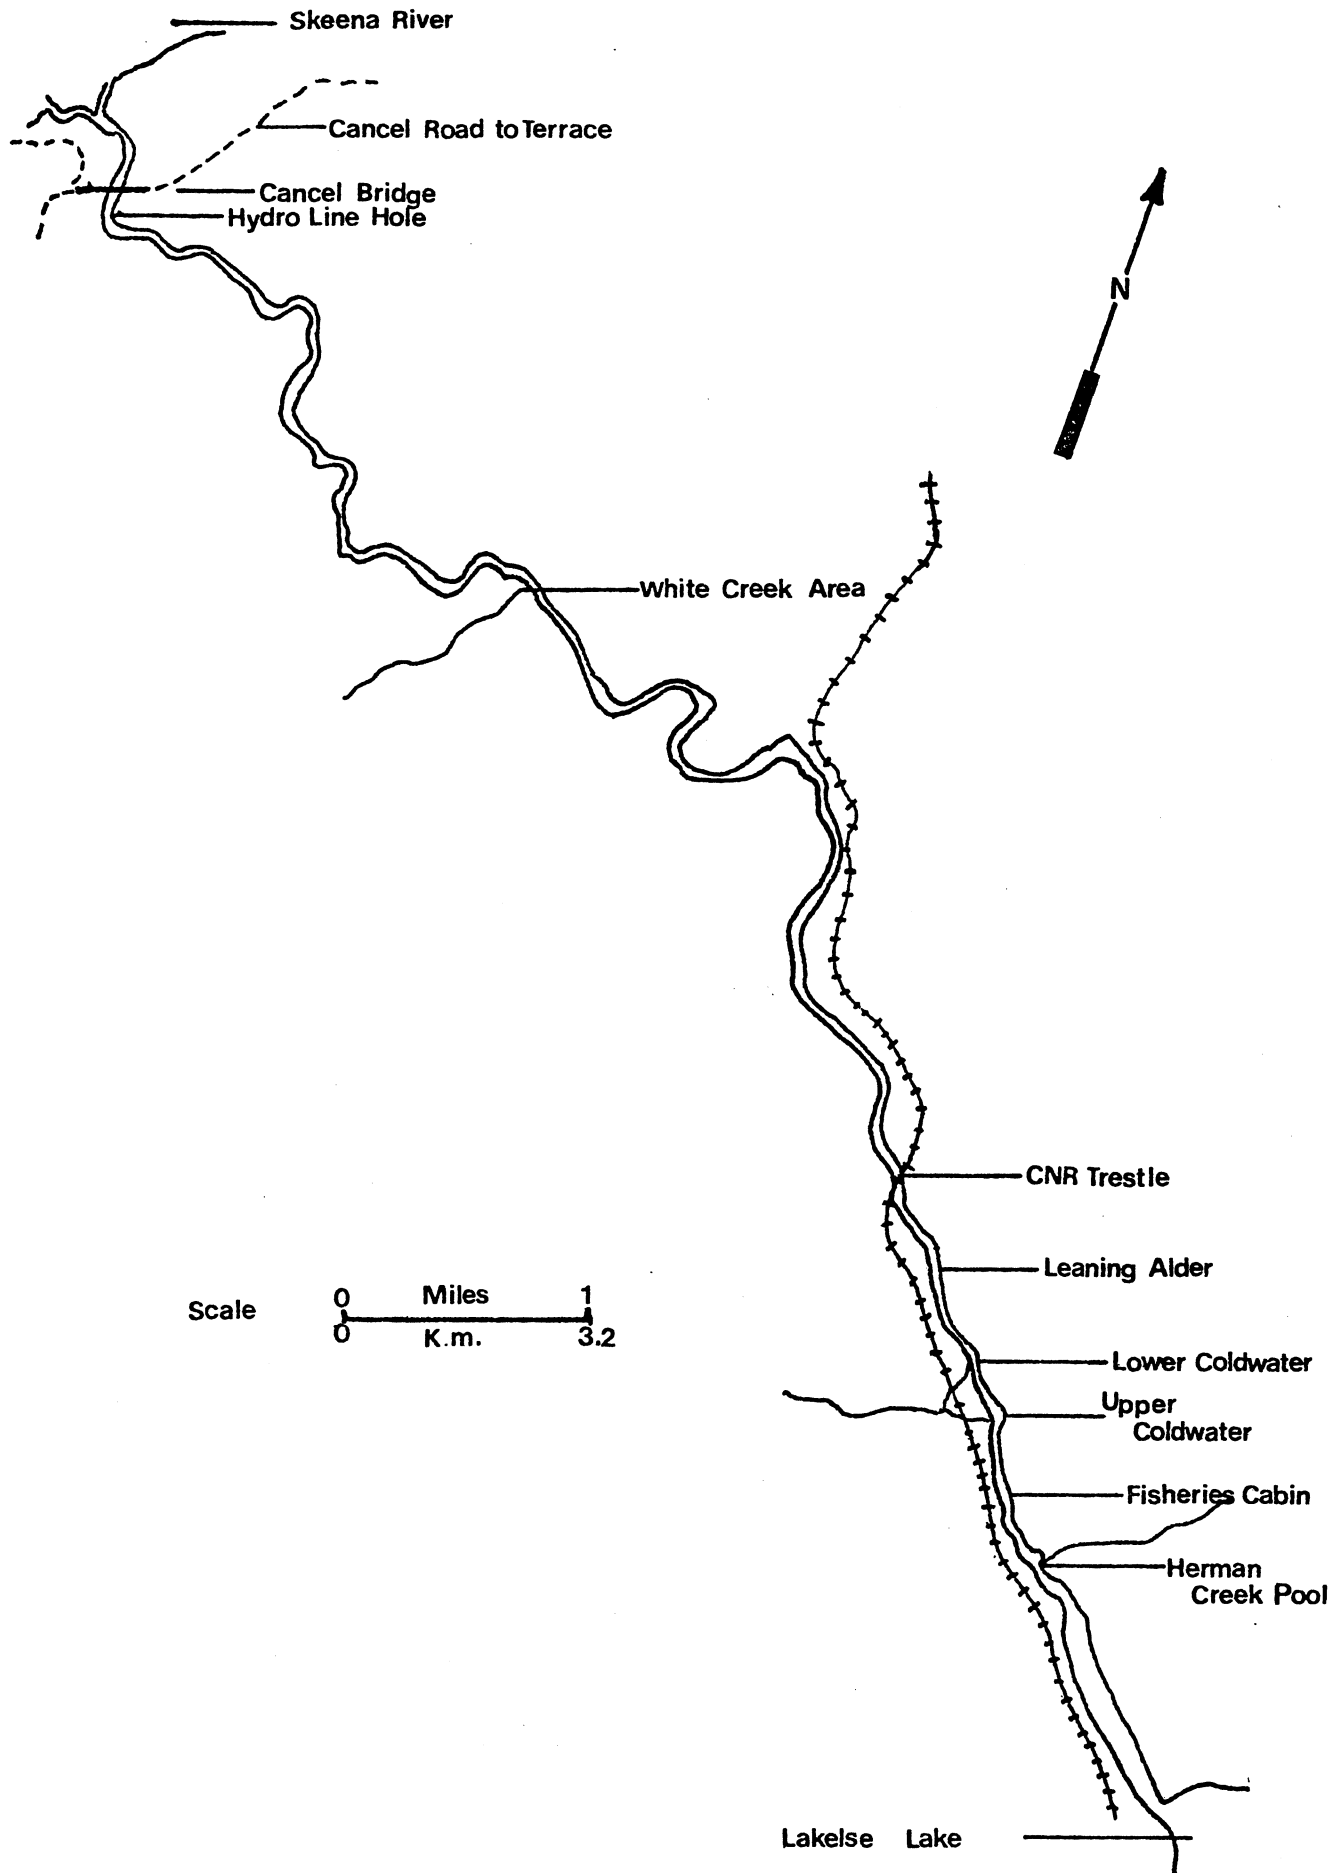 Skeena River
Cancel Road to Terrace
Cancel Bridge
Hydro Line Hole
N
White Creek Area
CNR Trestle
Leaning Alder
Scale
0 Miles 1
0 K.m. 3.2
Lower Coldwater
Upper
Coldwater
Fisheries Cabin
Herman
Creek Pool
Lakelse Lake